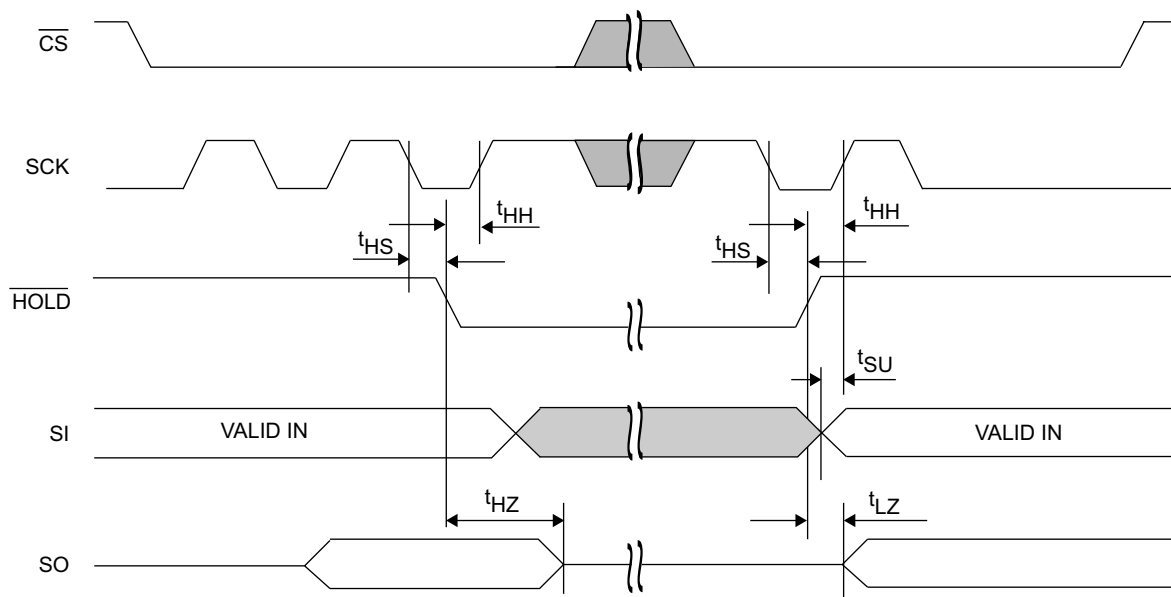 CS
SCK
tHH
tHH
tHS
tHS
HOLD
tSU
SI
VALID IN
VALID IN
tHZ
tLZ
SO